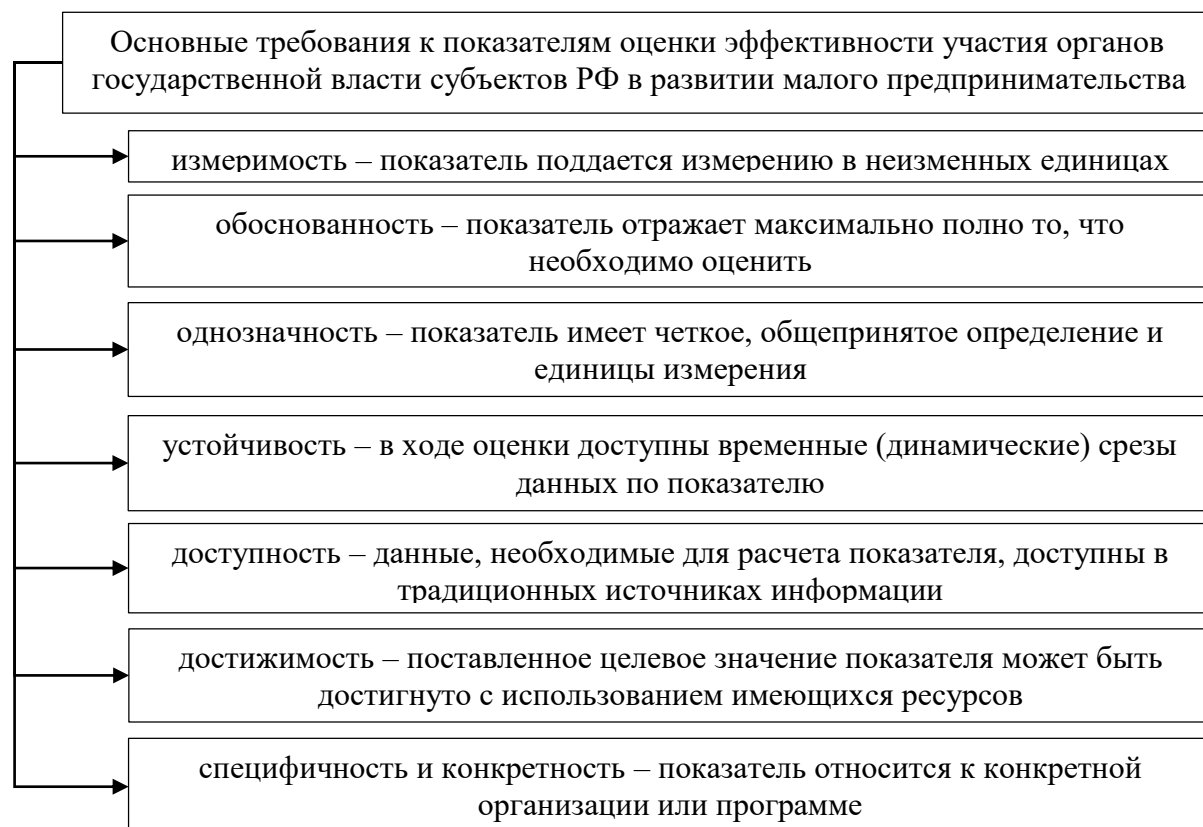 Основные требования к показателям оценки эффективности участия органов
государственной власти субъектов РФ в развитии малого предпринимательства
измеримость – показатель поддается измерению в неизменных единицах
обоснованность – показатель отражает максимально полно то, что
необходимо оценить
однозначность – показатель имеет четкое, общепринятое определение и
единицы измерения
устойчивость – в ходе оценки доступны временные (динамические) срезы
данных по показателю
доступность – данные, необходимые для расчета показателя, доступны в
традиционных источниках информации
достижимость – поставленное целевое значение показателя может быть
достигнуто с использованием имеющихся ресурсов
специфичность и конкретность – показатель относится к конкретной
организации или программе